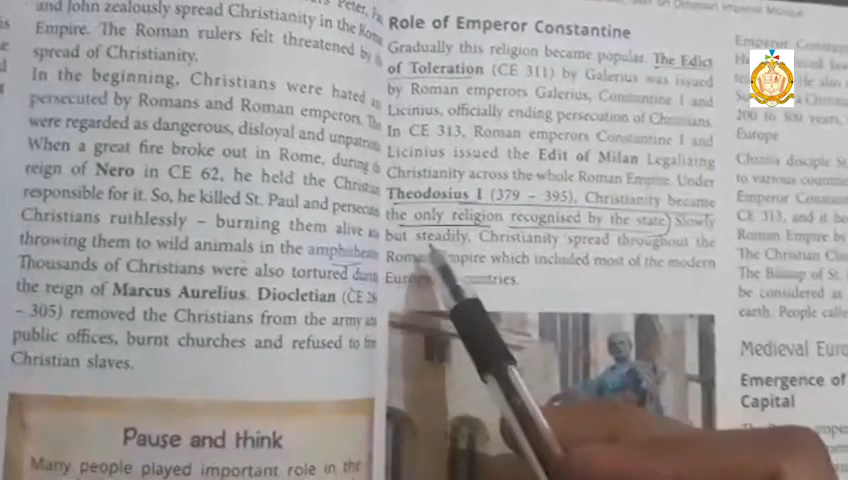 Peter,
and John zealously spread Christianity in the
Empire. The Roman rulers felt threatened by
spread of Christianity.
In the beginning, Christians were hated
persecuted by Romans and Roman emperors.
were regarded as dangerous, disloyal and
When a great fire broke out in Rome, during
reign of Nero in CE 62, he held the
responsible for it. So, he killed St. Paul and
Christians ruthlessly – burning them alive
throwing them to wild animals in the
Thousands of Christians were also tortured
the reign of Marcus Aurelius. Diocletian (CE
– 305) removed the Christians from the army
public offices, burnt churches and refused to
Christian slaves.
Pause and think
Many people played important role in the
Role of Emperor Constantine
Gradually this religion became popular. The Edict
of Toleration (CE 311) by Galerius was issued
by Roman emperors Galerius, Constantine I and
Licinius, officially ending persecution of Christians.
In CE 313, Roman emperors Constantine I and
Licinius issued the Edit of Milan Legalizing
Christianity across the whole Roman Empire. Under
Theodosius I (379 – 395), Christianity became
the only religion recognised by the state. Slowly
but steadily, Christianity spread throughout the
Empire which included most of the modern
countries.
Ottoman Imperial
Emperor
He also
200 to 300 years,
Europe
disciple
to various
Emperor
CE 313, and it
Roman Empire
The Christian
The Bishop of St.
be considered as
earth. People
Medieval
Emergence of
Capital